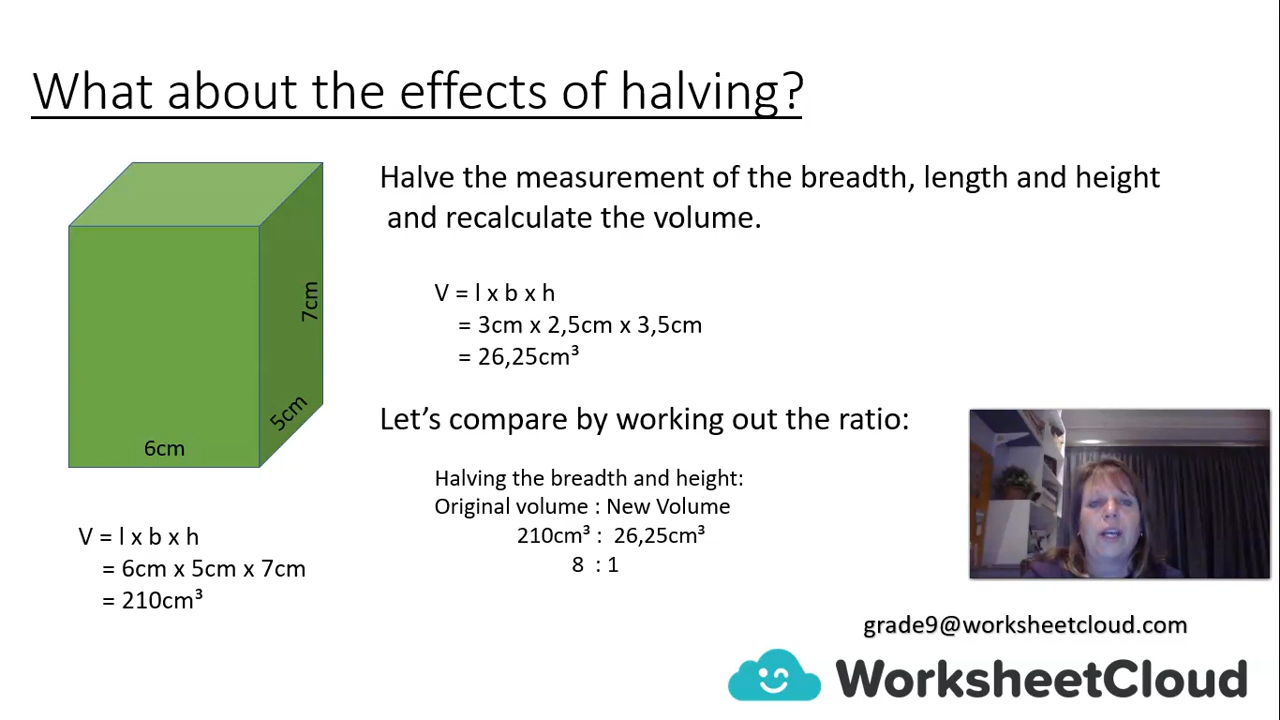 What about the effects of halving?
Halve the measurement of the breadth, length and height
and recalculate the volume.
7cm
5cm
6cm
V = l x b x h
= 3cm x 2,5cm x 3,5cm
= 26,25cm³
Let’s compare by working out the ratio:
Halving the breadth and height:
Original volume : New Volume
210cm³ : 26,25cm³
8 : 1
V = l x b x h
= 6cm x 5cm x 7cm
= 210cm³
grade9@worksheetcloud.com
WorksheetCloud